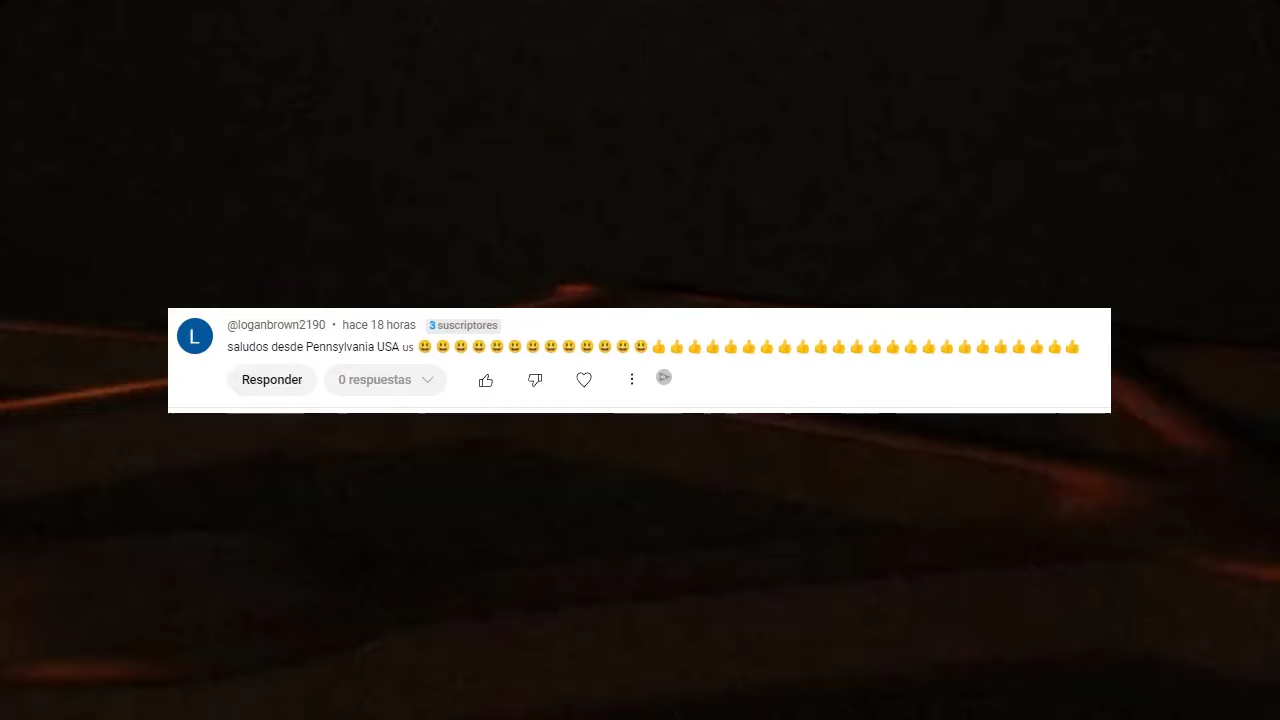 L
@loganbrown2190 • hace 18 horas 3 suscriptores
saludos desde Pennsylvania USA us 😃😃😃😃😃😃😃😃😃😃😃😃😃👍👍👍👍👍👍👍👍👍👍👍👍👍👍👍👍👍👍👍👍👍👍👍👍
Responder 0 respuestas